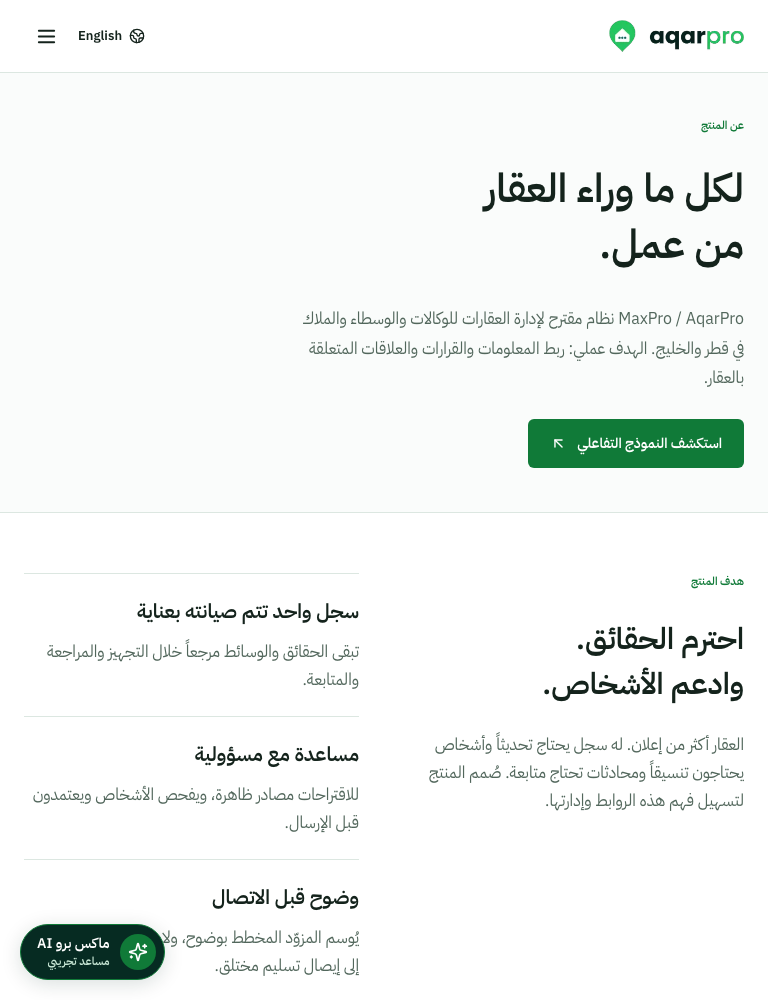 aqarpro
English
عن المنتج
لكل ما وراء العقار
من عمل.
MaxPro / AqarPro نظام مقترح لإدارة العقارات للوكالات والوسطاء والملاك
في قطر والخليج. الهدف عملي: ربط المعلومات والقرارات والعلاقات المتعلقة
بالعقار.
استكشف النموذج التفاعلي
هدف المنتج
احترم الحقائق.
وادعم الأشخاص.
العقار أكثر من إعلان. له سجل يحتاج تحديثاً وأشخاص
يحتاجون تنسيقاً ومحادثات تحتاج متابعة. صُمم المنتج
لتسهيل فهم هذه الروابط وإدارتها.
سجل واحد تتم صيانته بعناية
تبقى الحقائق والوسائط مرجعاً خلال التجهيز والمراجعة
والمتابعة.
مساعدة مع مسؤولية
للاقتراحات مصادر ظاهرة، ويفحص الأشخاص ويعتمدون
قبل الإرسال.
وضوح قبل الاتصال
يُوسم المزوّد المخطط بوضوح، ولا
إلى إيصال تسليم مختلق.
ماكس برو AI
مساعد تجريبي